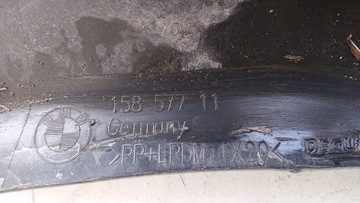 158 577 11
Germany
>PP+EPDM-TX20<